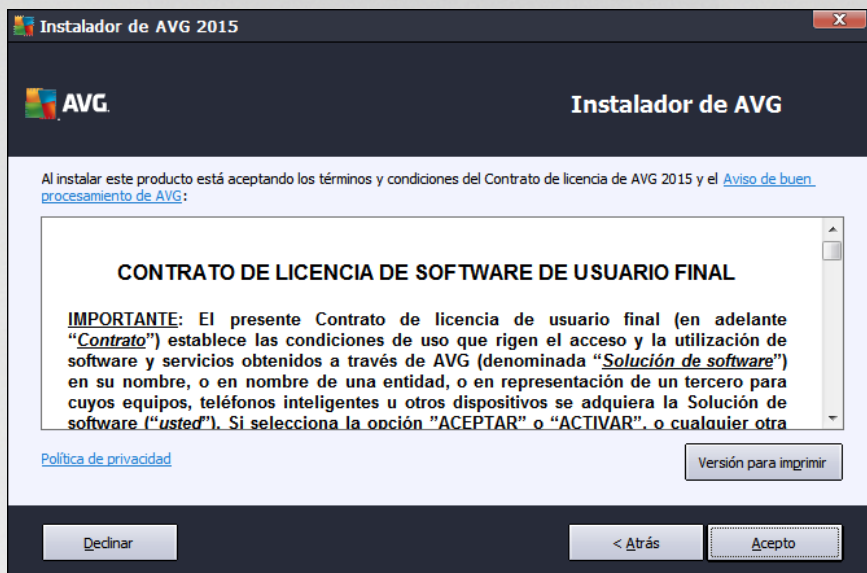 Instalador de AVG 2015
AVG.
Instalador de AVG
Al instalar este producto está aceptando los términos y condiciones del Contrato de licencia de AVG 2015 y el Aviso de buen
procesamiento de AVG:
CONTRATO DE LICENCIA DE SOFTWARE DE USUARIO FINAL
IMPORTANTE: El presente Contrato de licencia de usuario final (en adelante
“Contrato”) establece las condiciones de uso que rigen el acceso y la utilización de
software y servicios obtenidos a través de AVG (denominada “Solución de software”)
en su nombre, o en nombre de una entidad, o en representación de un tercero para
cuyos equipos, teléfonos inteligentes u otros dispositivos se adquiera la Solución de
software (“usted”). Si selecciona la opción ”ACEPTAR” o “ACTIVAR”, o cualquier otra
Política de privacidad
Versión para imprimir
Declinar
< Atrás
Acepto